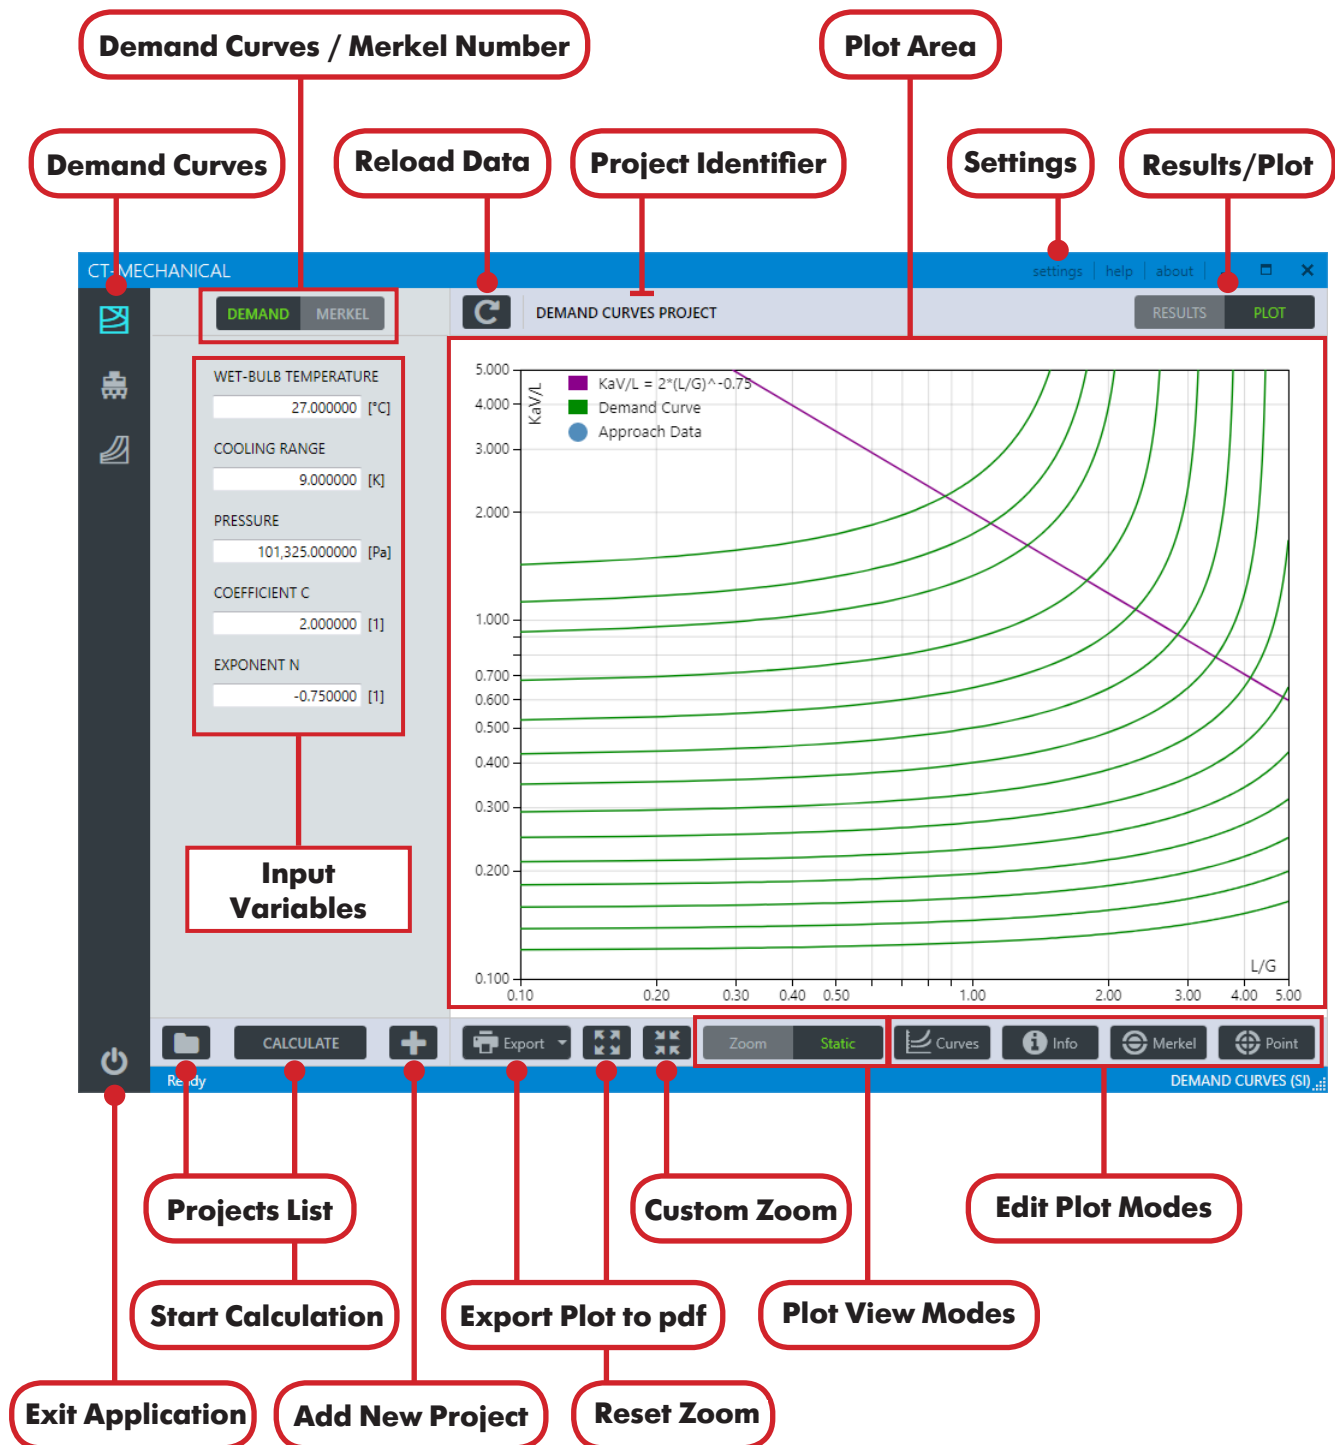 Demand Curves / Merkel Number
Plot Area
Demand Curves
Reload Data
Project Identifier
Settings
Results/Plot
CT-MECHANICAL
settings
help
about
DEMAND
MERKEL
DEMAND CURVES PROJECT
RESULTS
PLOT
WET-BULB TEMPERATURE
27.000000 [°C]
COOLING RANGE
9.000000 [K]
PRESSURE
101,325.000000 [Pa]
COEFFICIENT C
2.000000 [1]
EXPONENT N
-0.750000 [1]
Input
Variables
KaV/L
KaV/L = 2*(L/G)^-0.75
Demand Curve
Approach Data
5.000
4.000
3.000
2.000
1.000
0.700
0.600
0.500
0.400
0.300
0.200
0.100
L/G
0.10 0.20 0.30 0.40 0.50 1.00 2.00 3.00 4.00 5.00
CALCULATE
Export
Zoom
Static
Curves
Info
Merkel
Point
Ready
DEMAND CURVES (SI)
Projects List
Custom Zoom
Edit Plot Modes
Start Calculation
Export Plot to pdf
Plot View Modes
Exit Application
Add New Project
Reset Zoom